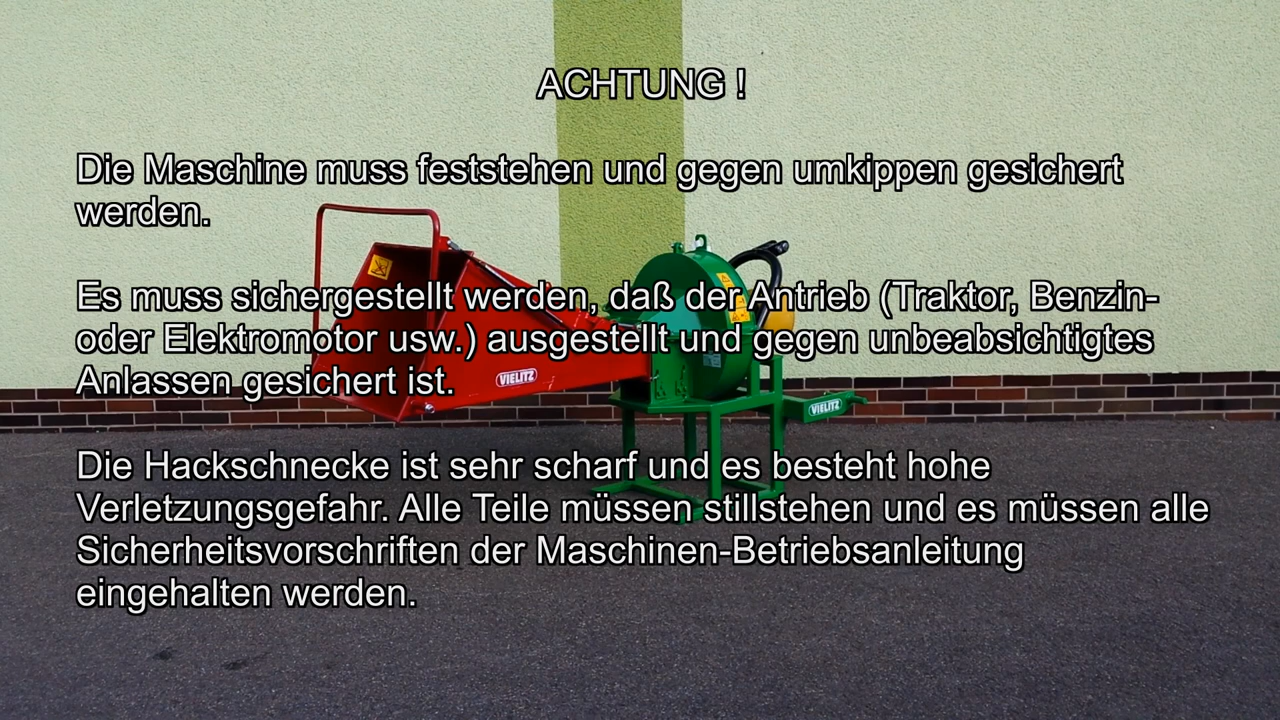 ACHTUNG !
Die Maschine muss feststehen und gegen umkippen gesichert
werden.
Es muss sichergestellt werden, daß der Antrieb (Traktor, Benzin-
oder Elektromotor usw.) ausgestellt und gegen unbeabsichtigtes
Anlassen gesichert ist.
VIELITZ
VIELITZ
Die Hackschnecke ist sehr scharf und es besteht hohe
Verletzungsgefahr. Alle Teile müssen stillstehen und es müssen alle
Sicherheitsvorschriften der Maschinen-Betriebsanleitung
eingehalten werden.